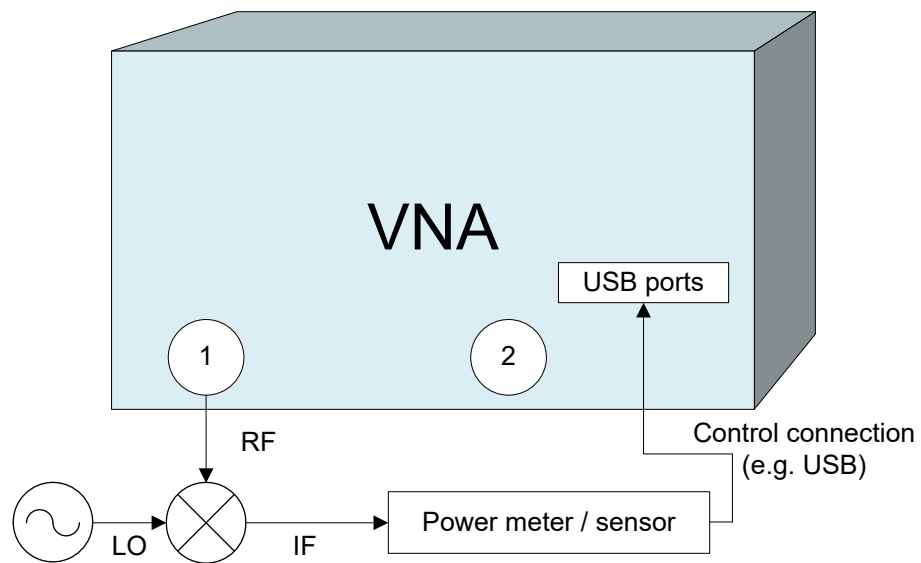 VNA
USB ports
1
2
RF
Control connection
(e.g. USB)
LO
IF
Power meter / sensor